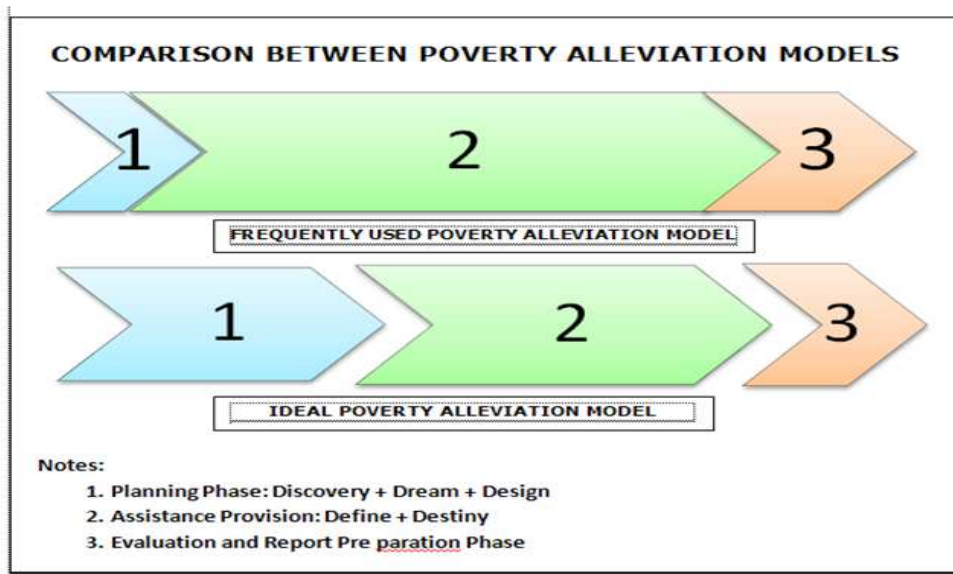 COMPARISON BETWEEN POVERTY ALLEVIATION MODELS
1 2 3
FREQUENTLY USED POVERTY ALLEVIATION MODEL
1 2 3
IDEAL POVERTY ALLEVIATION MODEL
Notes:
1. Planning Phase: Discovery + Dream + Design
2. Assistance Provision: Define + Destiny
3. Evaluation and Report Pre paration Phase